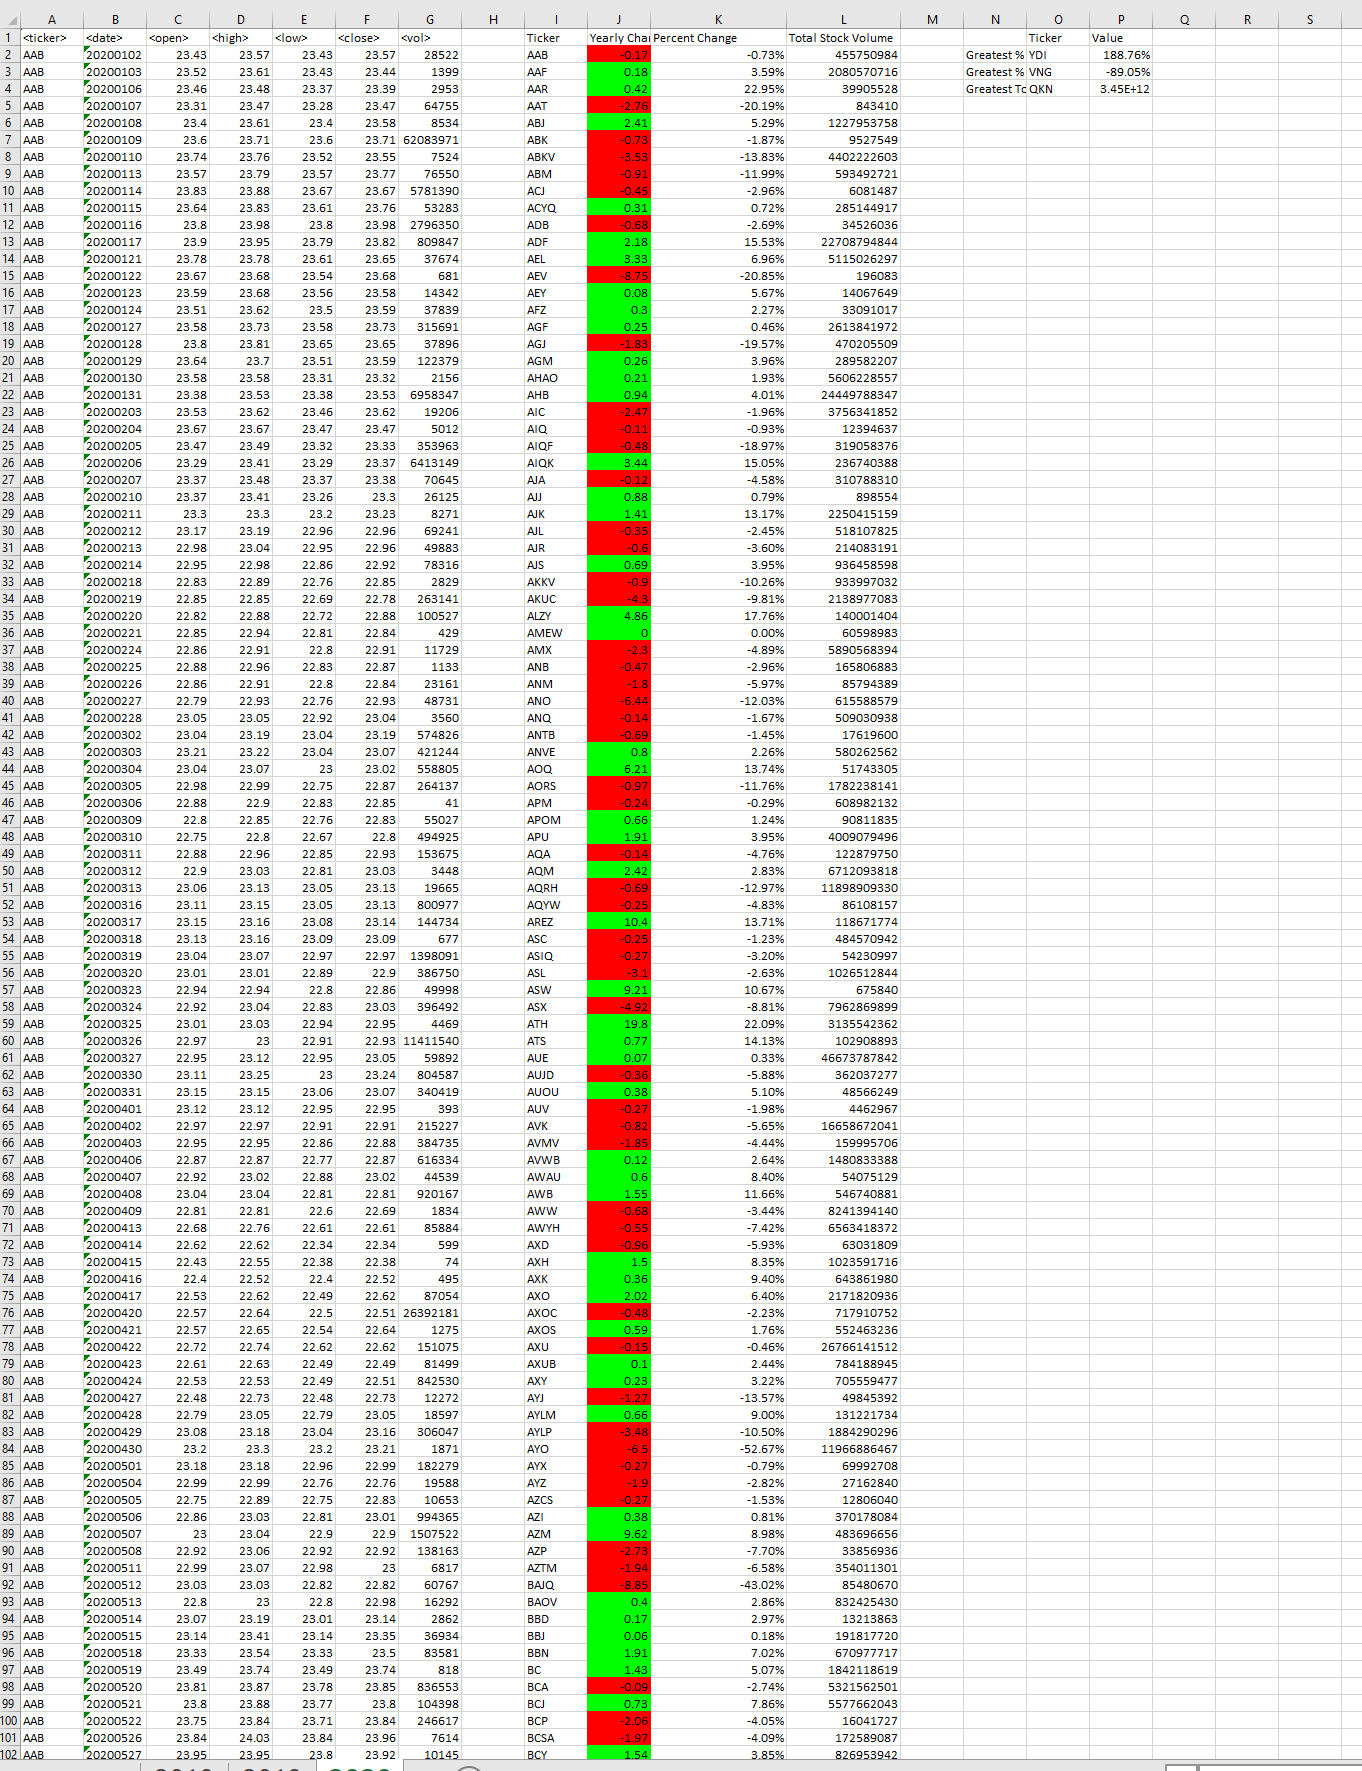 A B C D E F G H I J K L M N O P Q R S
1 <ticker> <date> <open> <high> <low> <close> <vol> Ticker Yearly Chan Percent Change Total Stock Volume Ticker Value
2 AAB 20200102 23.43 23.57 23.43 23.57 28522 AAB -0.17 -0.73% 455750984 Greatest % YDI 188.76%
3 AAB 20200103 23.52 23.61 23.43 23.44 1399 AAF 0.18 3.59% 2080570716 Greatest % VNG -89.05%
4 AAB 20200106 23.46 23.48 23.37 23.39 2953 AAR 0.42 22.95% 39905528 Greatest Tc QKN 3.45E+12
5 AAB 20200107 23.31 23.47 23.28 23.47 64755 AAT -2.76 -20.19% 843410
6 AAB 20200108 23.4 23.61 23.4 23.58 8534 ABJ 2.41 5.29% 1227953758
7 AAB 20200109 23.6 23.71 23.6 23.71 62083971 ABK -0.73 -1.87% 9527549
8 AAB 20200110 23.74 23.76 23.52 23.55 7524 ABKV -3.53 -13.83% 4402222603
9 AAB 20200113 23.57 23.79 23.57 23.77 76550 ABM -0.91 -11.99% 593492721
10 AAB 20200114 23.83 23.88 23.67 23.67 5781390 ACJ -0.45 -2.96% 6081487
11 AAB 20200115 23.64 23.83 23.61 23.76 53283 ACYQ 0.31 0.72% 285144917
12 AAB 20200116 23.8 23.98 23.8 23.98 2796350 ADB -0.68 -2.69% 34526036
13 AAB 20200117 23.9 23.95 23.79 23.82 809847 ADF 2.18 15.53% 22708794844
14 AAB 20200121 23.78 23.78 23.61 23.65 37674 AEL 3.33 6.96% 5115026297
15 AAB 20200122 23.67 23.68 23.54 23.68 681 AEV -8.75 -20.85% 196083
16 AAB 20200123 23.59 23.68 23.56 23.58 14342 AEY 0.08 5.67% 14067649
17 AAB 20200124 23.51 23.62 23.5 23.59 37839 AFZ 0.3 2.27% 33091017
18 AAB 20200127 23.58 23.73 23.58 23.73 315691 AGF 0.25 0.46% 2613841972
19 AAB 20200128 23.8 23.81 23.65 23.65 37896 AGJ -1.83 -19.57% 470205509
20 AAB 20200129 23.64 23.7 23.51 23.59 122379 AGM 0.26 3.96% 289582207
21 AAB 20200130 23.58 23.58 23.31 23.32 2156 AHAO 0.21 1.93% 5606228557
22 AAB 20200131 23.38 23.53 23.38 23.53 6958347 AHB 0.94 4.01% 24449788347
23 AAB 20200203 23.53 23.62 23.46 23.62 19206 AIC -2.47 -1.96% 3756341852
24 AAB 20200204 23.67 23.67 23.47 23.47 5012 AIQ -0.11 -0.93% 12394637
25 AAB 20200205 23.47 23.49 23.32 23.33 353963 AIQF -0.48 -18.97% 319058376
26 AAB 20200206 23.29 23.41 23.29 23.37 6413149 AIQK 3.44 15.05% 236740388
27 AAB 20200207 23.37 23.48 23.37 23.38 70645 AJA -0.12 -4.58% 310788310
28 AAB 20200210 23.37 23.41 23.26 23.3 26125 AJJ 0.88 0.79% 898554
29 AAB 20200211 23.3 23.3 23.2 23.23 8271 AJK 1.41 13.17% 2250415159
30 AAB 20200212 23.17 23.19 22.96 22.96 69241 AJL -0.35 -2.45% 518107825
31 AAB 20200213 22.98 23.04 22.95 22.96 49883 AJR -0.6 -3.60% 214083191
32 AAB 20200214 22.95 22.98 22.86 22.92 78316 AJS 0.69 3.95% 936458598
33 AAB 20200218 22.83 22.89 22.76 22.85 2829 AKKV -0.9 -10.26% 933997032
34 AAB 20200219 22.85 22.85 22.69 22.78 263141 AKUC -4.3 -9.81% 2138977083
35 AAB 20200220 22.82 22.88 22.72 22.88 100527 ALZY 4.86 17.76% 140001404
36 AAB 20200221 22.85 22.94 22.81 22.84 429 AMEW 0 0.00% 60598983
37 AAB 20200224 22.86 22.91 22.8 22.91 11729 AMX -2.3 -4.89% 5890568394
38 AAB 20200225 22.88 22.96 22.83 22.87 1133 ANB -0.47 -2.96% 165806883
39 AAB 20200226 22.86 22.91 22.8 22.84 23161 ANM -1.8 -5.97% 85794389
40 AAB 20200227 22.79 22.93 22.76 22.93 48731 ANO -6.44 -12.03% 615588579
41 AAB 20200228 23.05 23.05 22.92 23.04 3560 ANQ -0.14 -1.67% 509030938
42 AAB 20200302 23.04 23.19 23.04 23.19 574826 ANTB -0.69 -1.45% 17619600
43 AAB 20200303 23.21 23.22 23.04 23.07 421244 ANVE 0.8 2.26% 580262562
44 AAB 20200304 23.04 23.07 23 23.02 558805 AOQ 6.21 13.74% 51743305
45 AAB 20200305 22.98 22.99 22.75 22.87 264137 AORS -0.97 -11.76% 1782238141
46 AAB 20200306 22.88 22.9 22.83 22.85 41 APM -0.24 -0.29% 608982132
47 AAB 20200309 22.8 22.85 22.76 22.83 55027 APOM 0.66 1.24% 90811835
48 AAB 20200310 22.75 22.8 22.67 22.8 494925 APU 1.91 3.95% 4009079496
49 AAB 20200311 22.88 22.96 22.85 22.93 153675 AQA -0.14 -4.76% 122879750
50 AAB 20200312 22.9 23.03 22.81 23.03 3448 AQM 2.42 2.83% 6712093818
51 AAB 20200313 23.06 23.13 23.05 23.13 19665 AQRH -0.69 -12.97% 11898909330
52 AAB 20200316 23.11 23.15 23.05 23.13 800977 AQYW -0.25 -4.83% 86108157
53 AAB 20200317 23.15 23.16 23.08 23.14 144734 AREZ 10.4 13.71% 118671774
54 AAB 20200318 23.13 23.16 23.09 23.09 677 ASC -0.25 -1.23% 484570942
55 AAB 20200319 23.04 23.07 22.97 22.97 1398091 ASIQ -0.27 -3.20% 54230997
56 AAB 20200320 23.01 23.01 22.89 22.9 386750 ASL -3.1 -2.63% 1026512844
57 AAB 20200323 22.94 22.94 22.8 22.86 49998 ASW 9.21 10.67% 675840
58 AAB 20200324 22.92 23.04 22.83 23.03 396492 ASX -4.92 -8.81% 7962869899
59 AAB 20200325 23.01 23.03 22.94 22.95 4469 ATH 19.8 22.09% 3135542362
60 AAB 20200326 22.97 23 22.91 22.93 11411540 ATS 0.77 14.13% 102908893
61 AAB 20200327 22.95 23.12 22.95 23.05 59892 AUE 0.07 0.33% 46673787842
62 AAB 20200330 23.11 23.25 23 23.24 804587 AUJD -0.36 -5.88% 362037277
63 AAB 20200331 23.15 23.15 23.06 23.07 340419 AUOU 0.38 5.10% 48566249
64 AAB 20200401 23.12 23.12 22.95 22.95 393 AUV -0.27 -1.98% 4462967
65 AAB 20200402 22.97 22.97 22.91 22.91 215227 AVK -0.82 -5.65% 16658672041
66 AAB 20200403 22.95 22.95 22.86 22.88 384735 AVMV -1.85 -4.44% 159995706
67 AAB 20200406 22.87 22.87 22.77 22.87 616334 AVWB 0.12 2.64% 1480833388
68 AAB 20200407 22.92 23.02 22.88 23.02 44539 AWAU 0.6 8.40% 54075129
69 AAB 20200408 23.04 23.04 22.81 22.81 920167 AWB 1.55 11.66% 546740881
70 AAB 20200409 22.81 22.81 22.6 22.69 1834 AWW -0.68 -3.44% 8241394140
71 AAB 20200413 22.68 22.76 22.61 22.61 85884 AWYH -0.55 -7.42% 6563418372
72 AAB 20200414 22.62 22.62 22.34 22.34 599 AXD -0.96 -5.93% 63031809
73 AAB 20200415 22.43 22.55 22.38 22.38 74 AXH 1.5 8.35% 1023591716
74 AAB 20200416 22.4 22.52 22.4 22.52 495 AXK 0.36 9.40% 643861980
75 AAB 20200417 22.53 22.62 22.49 22.62 87054 AXO 2.02 6.40% 2171820936
76 AAB 20200420 22.57 22.64 22.5 22.51 26392181 AXOC -0.48 -2.23% 717910752
77 AAB 20200421 22.57 22.65 22.54 22.64 1275 AXOS 0.59 1.76% 552463236
78 AAB 20200422 22.72 22.74 22.62 22.62 151075 AXU -0.15 -0.46% 26766141512
79 AAB 20200423 22.61 22.63 22.49 22.49 81499 AXUB 0.1 2.44% 784188945
80 AAB 20200424 22.53 22.53 22.49 22.51 842530 AXY 0.23 3.22% 705559477
81 AAB 20200427 22.48 22.73 22.48 22.73 12272 AYJ -1.27 -13.57% 49845392
82 AAB 20200428 22.79 23.05 22.79 23.05 18597 AYLM 0.66 9.00% 131221734
83 AAB 20200429 23.08 23.18 23.04 23.16 306047 AYLP -3.48 -10.50% 1884290296
84 AAB 20200430 23.2 23.3 23.2 23.21 1871 AYO -6.5 -52.67% 11966886467
85 AAB 20200501 23.18 23.18 22.96 22.99 182279 AYX -0.27 -0.79% 69992708
86 AAB 20200504 22.99 22.99 22.76 22.76 19588 AYZ -1.9 -2.82% 27162840
87 AAB 20200505 22.75 22.89 22.75 22.83 10653 AZCS -0.27 -1.53% 12806040
88 AAB 20200506 22.86 23.03 22.81 23.01 994365 AZI 0.38 0.81% 370178084
89 AAB 20200507 23 23.04 22.9 22.9 1507522 AZM 9.62 8.98% 483696656
90 AAB 20200508 22.92 23.06 22.92 22.92 138163 AZP -2.73 -7.70% 33856936
91 AAB 20200511 22.99 23.07 22.98 23 6817 AZTM -1.94 -6.58% 354011301
92 AAB 20200512 23.03 23.03 22.82 22.82 60767 BAJQ -8.85 -43.02% 85480670
93 AAB 20200513 22.8 23 22.8 22.98 16292 BAOV 0.4 2.86% 832425430
94 AAB 20200514 23.07 23.19 23.01 23.14 2862 BBD 0.17 2.97% 13213863
95 AAB 20200515 23.14 23.41 23.14 23.35 36934 BBJ 0.06 0.18% 191817720
96 AAB 20200518 23.33 23.54 23.33 23.5 83581 BBN 1.91 7.02% 670977717
97 AAB 20200519 23.49 23.74 23.49 23.74 818 BC 1.43 5.07% 1842118619
98 AAB 20200520 23.81 23.87 23.78 23.85 836553 BCA -0.09 -2.74% 5321562501
99 AAB 20200521 23.8 23.88 23.77 23.8 104398 BCJ 0.73 7.86% 5577662043
100 AAB 20200522 23.75 23.84 23.71 23.84 246617 BCP -2.06 -4.05% 16041727
101 AAB 20200526 23.84 24.03 23.84 23.96 7614 BCSA -1.97 -4.09% 172589087
102 AAB 20200527 23.95 23.95 23.8 23.92 10145 BCY 1.54 3.85% 826953942